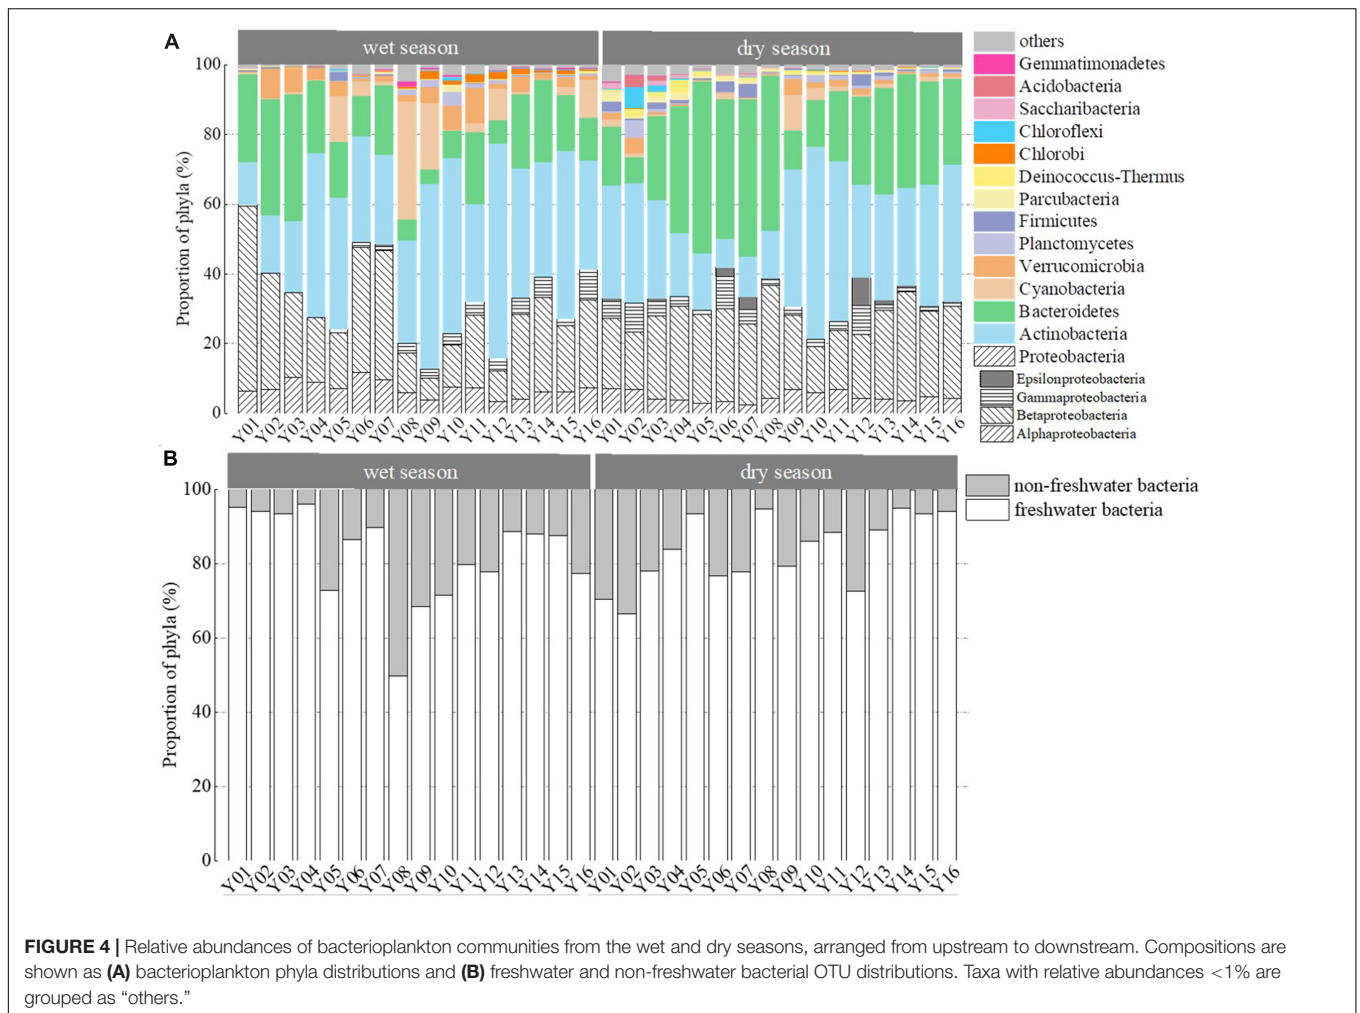 A
wet season
dry season
Proportion of phyla (%)
100
80
60
40
20
0
Y01 Y02 Y03 Y04 Y05 Y06 Y07 Y08 Y09 Y10 Y11 Y12 Y13 Y14 Y15 Y16 Y01 Y02 Y03 Y04 Y05 Y06 Y07 Y08 Y09 Y10 Y11 Y12 Y13 Y14 Y15 Y16
others
Gemmatimonadetes
Acidobacteria
Saccharibacteria
Chloroflexi
Chlorobi
Deinococcus-Thermus
Parcubacteria
Firmicutes
Planctomycetes
Verrucomicrobia
Cyanobacteria
Bacteroidetes
Actinobacteria
Proteobacteria
Epsilonproteobacteria
Gammaproteobacteria
Betaproteobacteria
Alphaproteobacteria
B
wet season
dry season
Proportion of phyla (%)
100
80
60
40
20
0
Y01 Y02 Y03 Y04 Y05 Y06 Y07 Y08 Y09 Y10 Y11 Y12 Y13 Y14 Y15 Y16 Y01 Y02 Y03 Y04 Y05 Y06 Y07 Y08 Y09 Y10 Y11 Y12 Y13 Y14 Y15 Y16
non-freshwater bacteria
freshwater bacteria
FIGURE 4 | Relative abundances of bacterioplankton communities from the wet and dry seasons, arranged from upstream to downstream. Compositions are
shown as (A) bacterioplankton phyla distributions and (B) freshwater and non-freshwater bacterial OTU distributions. Taxa with relative abundances <1% are
grouped as “others.”